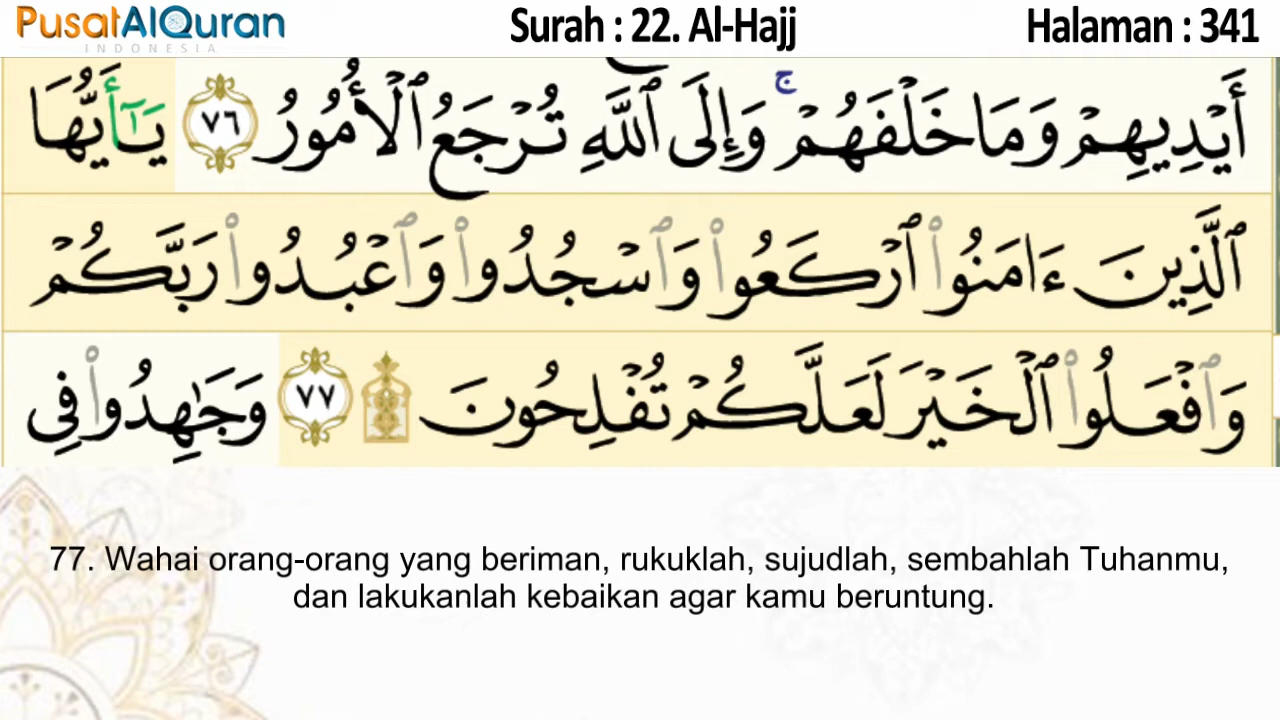 PusatAlQuran
INDONESIA
Surah : 22. Al-Hajj
Halaman : 341
أَيْدِيهِمْ وَمَا خَلْفَهُمْ ۚ وَإِلَى ٱللَّهِ تُرْجَعُ ٱلْأُمُورُ ٧٦ يَـٰٓأَيُّهَا
ٱلَّذِينَ ءَامَنُوا۟ ٱرْكَعُوا۟ وَٱسْجُدُوا۟ وَٱعْبُدُوا۟ رَبَّكُمْ
وَٱفْعَلُوا۟ ٱلْخَيْرَ لَعَلَّكُمْ تُفْلِحُونَ ۩ ٧٧ وَجَـٰهِدُوا۟ فِى
77. Wahai orang-orang yang beriman, rukuklah, sujudlah, sembahlah Tuhanmu,
dan lakukanlah kebaikan agar kamu beruntung.